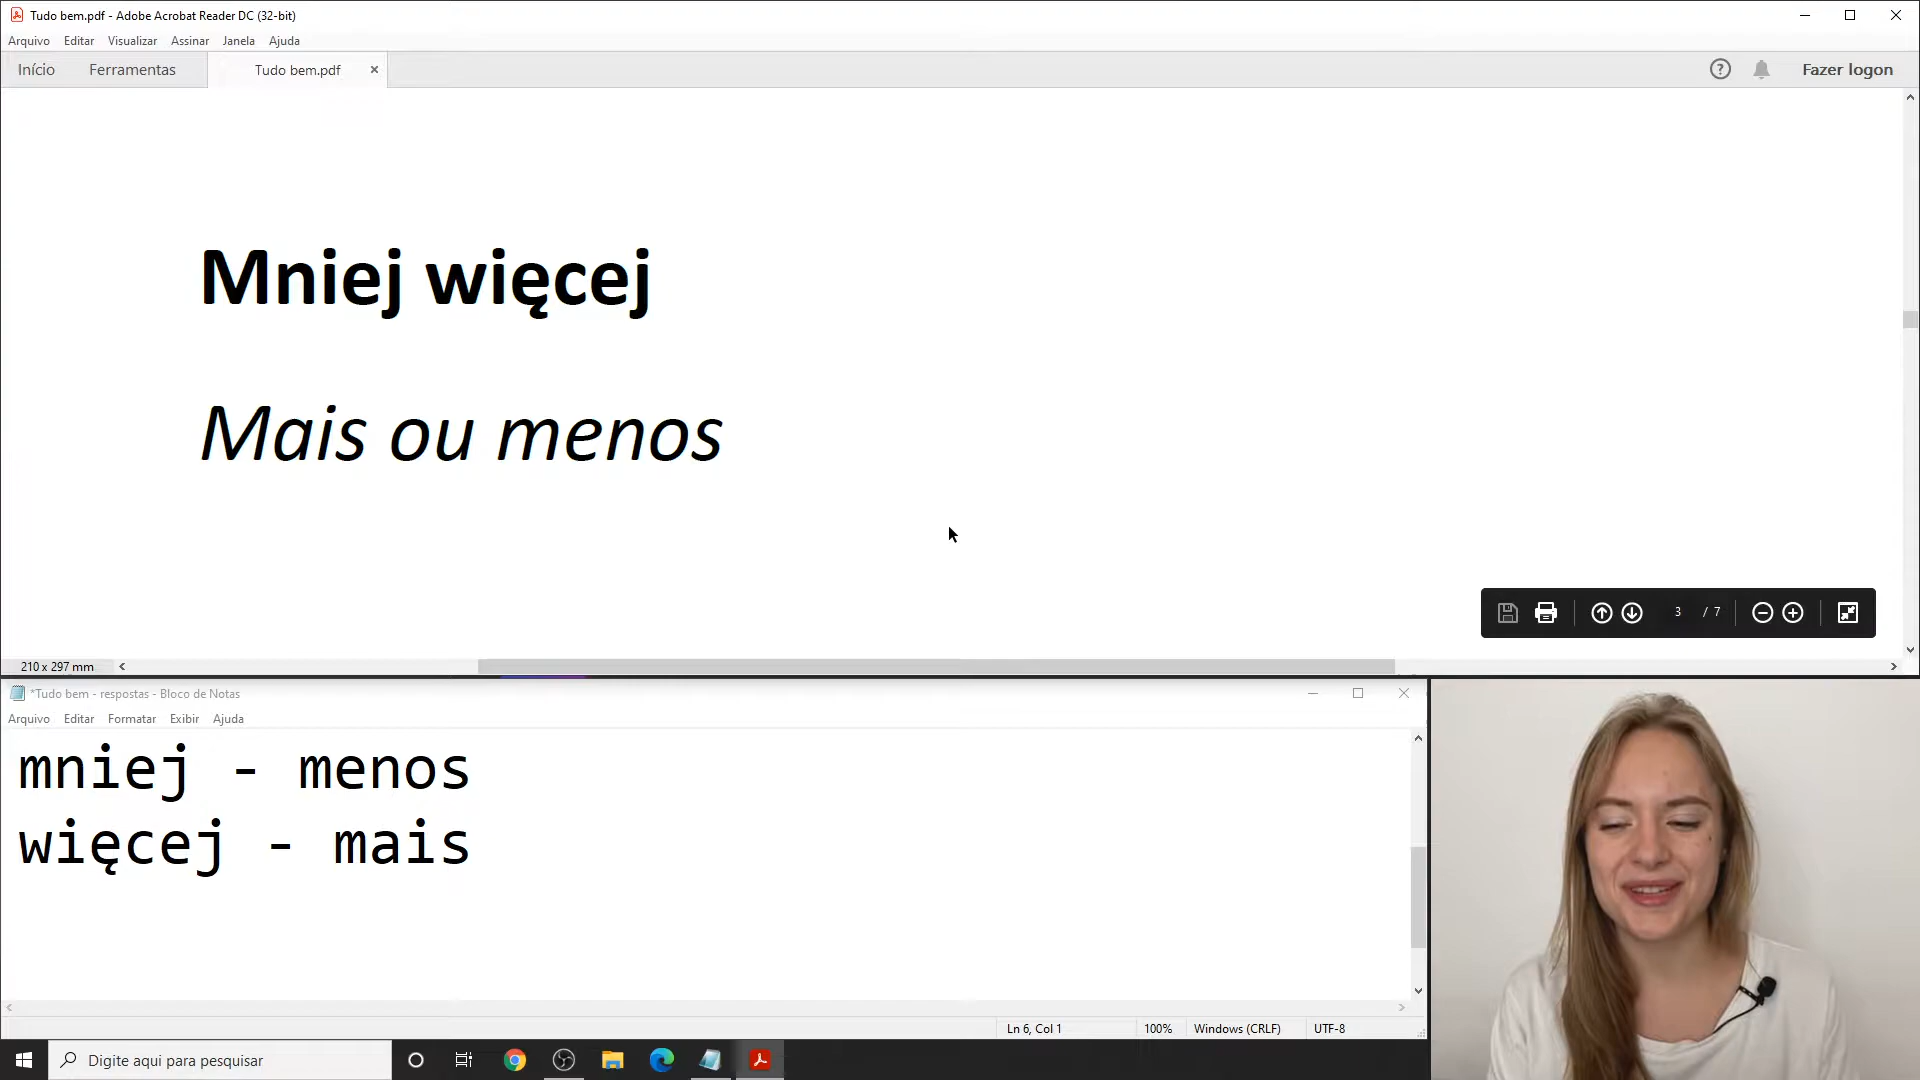 Tudo bem.pdf - Adobe Acrobat Reader DC (32-bit)
Arquivo Editar Visualizar Assinar Janela Ajuda
Início Ferramentas Tudo bem.pdf Fazer logon
Mniej więcej
Mais ou menos
3 / 7
210 x 297 mm
*Tudo bem - respostas - Bloco de Notas
Arquivo Editar Formatar Exibir Ajuda
mniej - menos
więcej - mais
Ln 6, Col 1 100% Windows (CRLF) UTF-8
Digite aqui para pesquisar